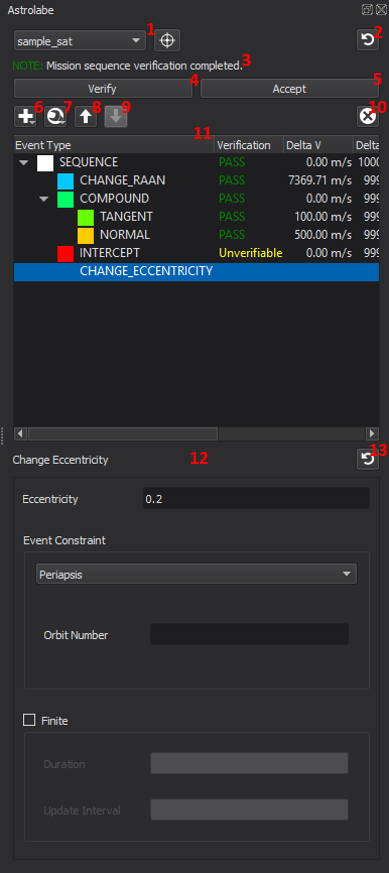 Astrolabe
sample_sat 1 2
NOTE: Mission sequence verification completed. 3
4 5
Verify Accept
6 7 8 9 10
11
Event Type Verification Delta V Delta
SEQUENCE PASS 0.00 m/s 1000
CHANGE_RAAN PASS 7369.71 m/s 999
COMPOUND PASS 0.00 m/s 999
TANGENT PASS 100.00 m/s 999
NORMAL PASS 500.00 m/s 999
INTERCEPT Unverifiable 0.00 m/s 999
CHANGE_ECCENTRICITY
Change Eccentricity 12 13
Eccentricity 0.2
Event Constraint
Periapsis
Orbit Number
Finite
Duration
Update Interval